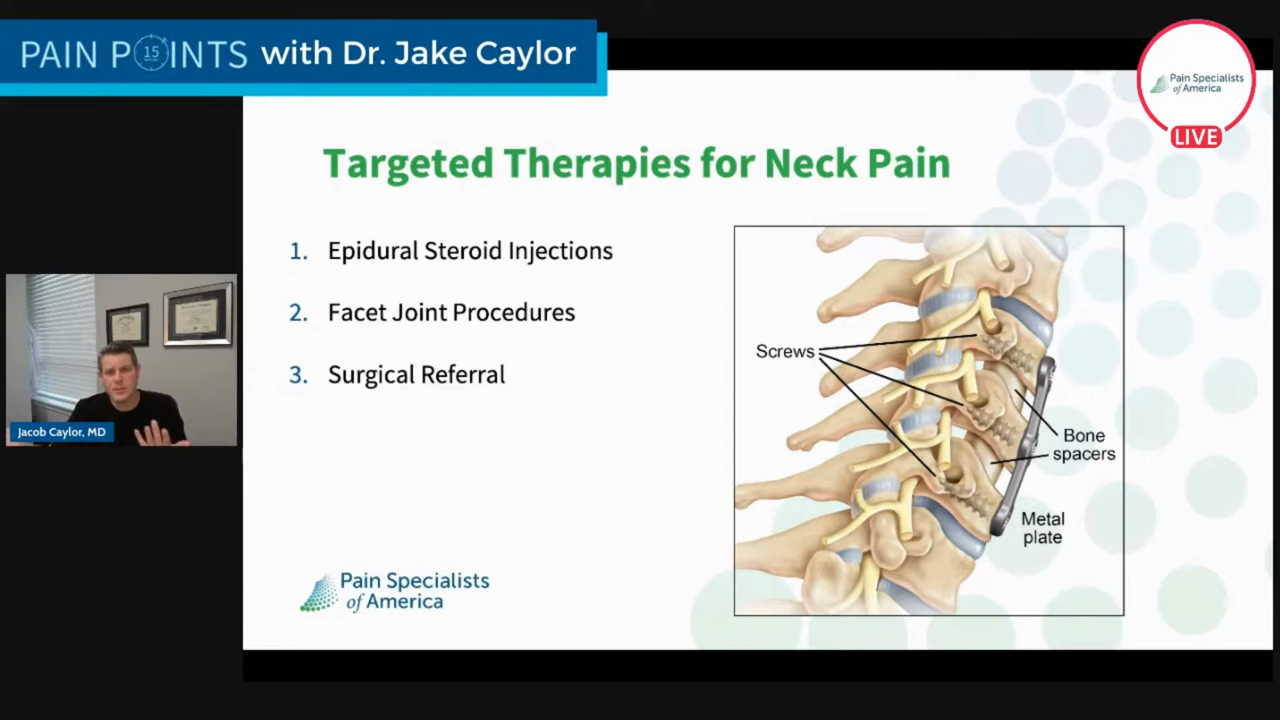 PAIN POINTS with Dr. Jake Caylor
15
Pain Specialists
of America
LIVE
Targeted Therapies for Neck Pain
1. Epidural Steroid Injections
2. Facet Joint Procedures
3. Surgical Referral
Screws
Bone
spacers
Metal
plate
Jacob Caylor, MD
Pain Specialists
of America